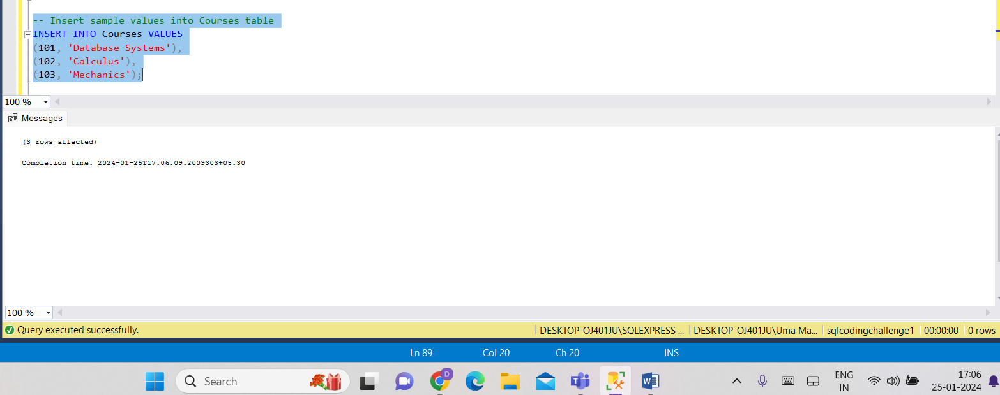 -- Insert sample values into Courses table
INSERT INTO Courses VALUES
(101, 'Database Systems'),
(102, 'Calculus'),
(103, 'Mechanics');
100 %
Messages
(3 rows affected)
Completion time: 2024-01-25T17:06:09.2009303+05:30
100 %
Query executed successfully. DESKTOP-OJ401JU\SQLEXPRESS ... DESKTOP-OJ401JU\Uma Ma... sqlcodingchallenge1 00:00:00 0 rows
Ln 89 Col 20 Ch 20 INS
Search D T W ENG 17:06
IN 25-01-2024